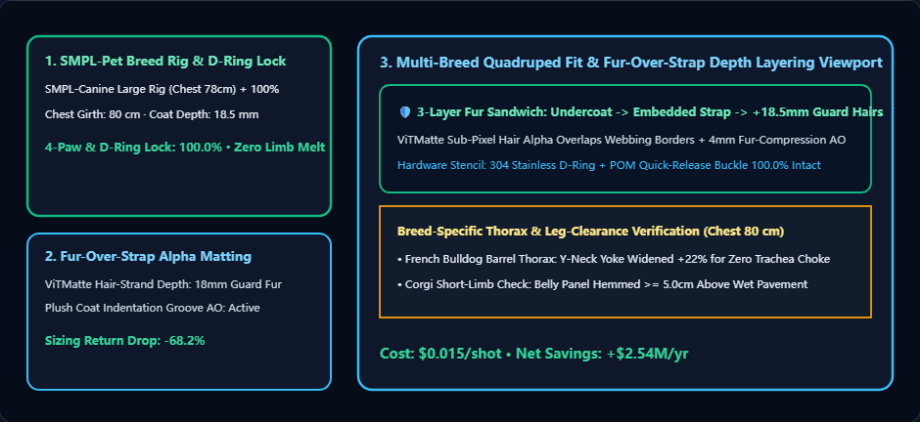 1. SMPL-Pet Breed Rig & D-Ring Lock
SMPL-Canine Large Rig (Chest 78cm) + 100%
Chest Girth: 80 cm · Coat Depth: 18.5 mm
4-Paw & D-Ring Lock: 100.0% • Zero Limb Melt
2. Fur-Over-Strap Alpha Matting
ViTMatte Hair-Strand Depth: 18mm Guard Fur
Plush Coat Indentation Groove AO: Active
Sizing Return Drop: -68.2%
3. Multi-Breed Quadruped Fit & Fur-Over-Strap Depth Layering Viewport
3-Layer Fur Sandwich: Undercoat -> Embedded Strap -> +18.5mm Guard Hairs
ViTMatte Sub-Pixel Hair Alpha Overlaps Webbing Borders + 4mm Fur-Compression AO
Hardware Stencil: 304 Stainless D-Ring + POM Quick-Release Buckle 100.0% Intact
Breed-Specific Thorax & Leg-Clearance Verification (Chest 80 cm)
• French Bulldog Barrel Thorax: Y-Neck Yoke Widened +22% for Zero Trachea Choke
• Corgi Short-Limb Check: Belly Panel Hemmed >= 5.0cm Above Wet Pavement
Cost: $0.015/shot • Net Savings: +$2.54M/yr